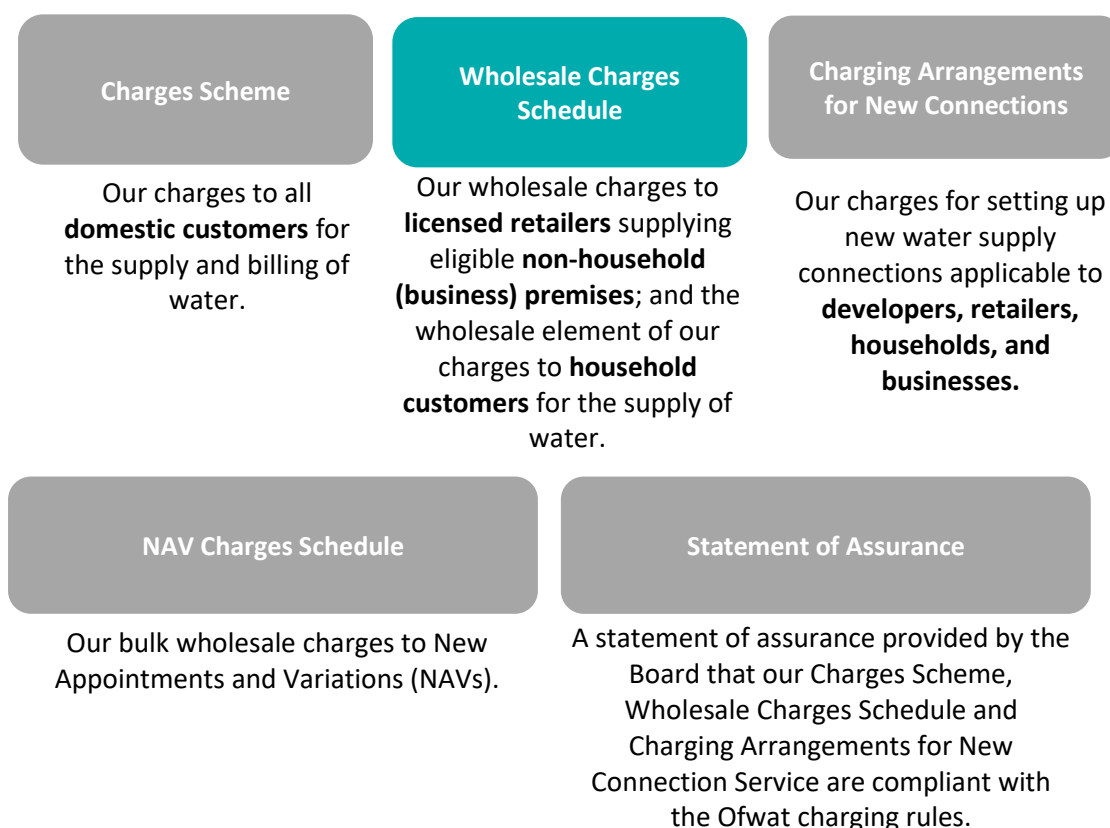 Charges Scheme
Our charges to all
domestic customers for
the supply and billing of
water.
Wholesale Charges
Schedule
Our wholesale charges to
licensed retailers supplying
eligible non-household
(business) premises; and the
wholesale element of our
charges to household
customers for the supply of
water.
Charging Arrangements
for New Connections
Our charges for setting up
new water supply
connections applicable to
developers, retailers,
households, and
businesses.
NAV Charges Schedule
Our bulk wholesale charges to New
Appointments and Variations (NAVs).
Statement of Assurance
A statement of assurance provided by the
Board that our Charges Scheme,
Wholesale Charges Schedule and
Charging Arrangements for New
Connection Service are compliant with
the Ofwat charging rules.